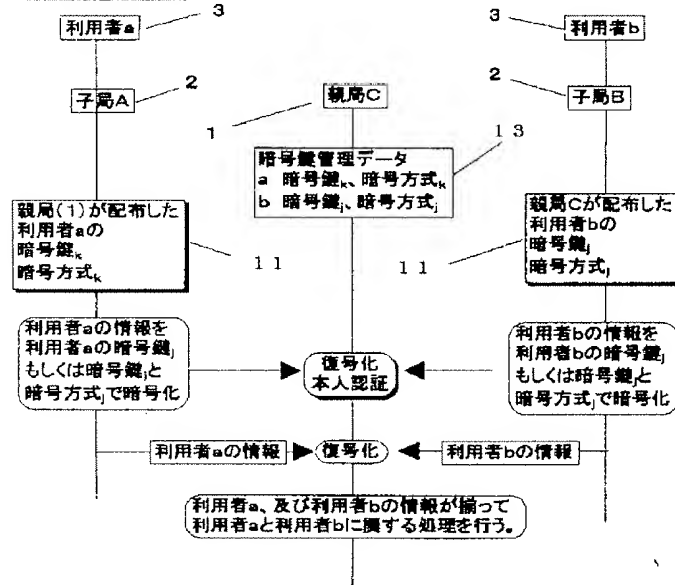 利用者a
3
子局A
2
親局C
1
3
利用者b
2
子局B
13
暗号鍵管理データ
a 暗号鍵k、暗号方式k
b 暗号鍵j、暗号方式j
親局(1)が配布した
利用者aの
暗号鍵k
暗号方式k
11
親局Cが配布した
利用者bの
暗号鍵j
暗号方式j
11
利用者aの情報を
利用者aの暗号鍵j
もしくは暗号鍵jと
暗号方式jで暗号化
復号化
本人認証
利用者bの情報を
利用者bの暗号鍵j
もしくは暗号鍵jと
暗号方式jで暗号化
利用者aの情報
復号化
利用者bの情報
利用者a、及び利用者bの情報が揃って
利用者aと利用者bに関する処理を行う。